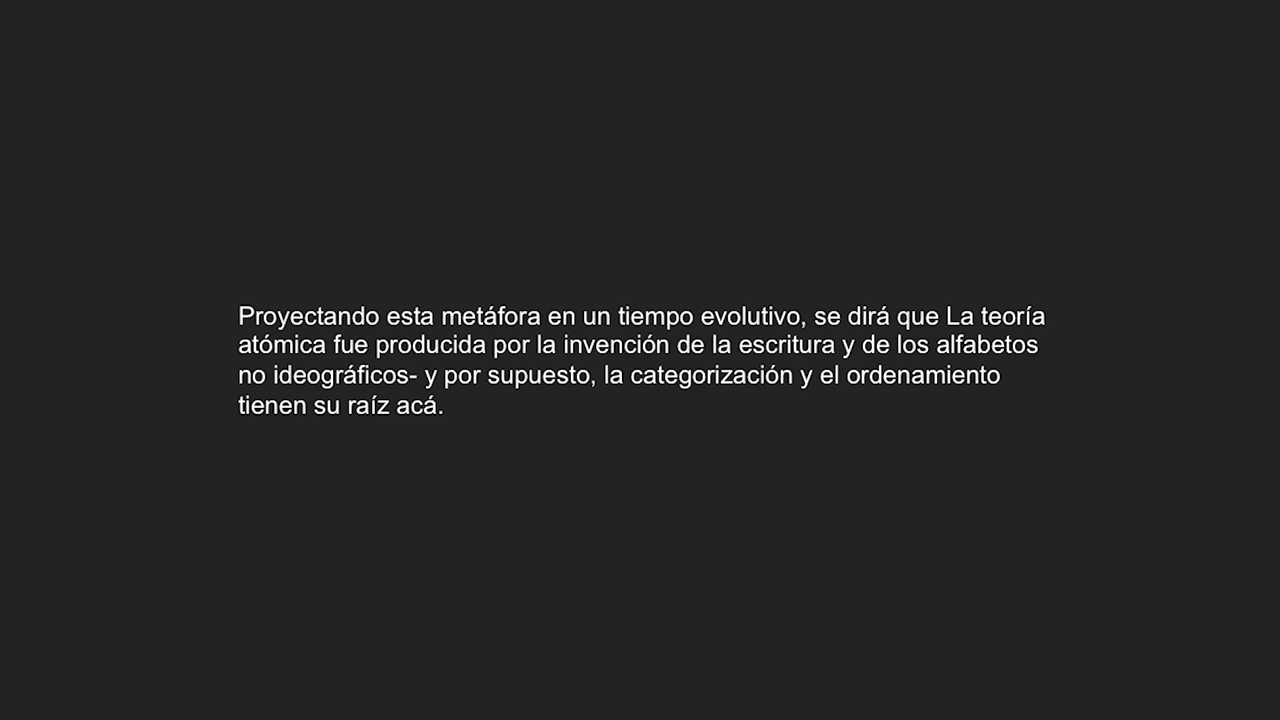 Proyectando esta metáfora en un tiempo evolutivo, se dirá que La teoría
atómica fue producida por la invención de la escritura y de los alfabetos
no ideográficos- y por supuesto, la categorización y el ordenamiento
tienen su raíz acá.